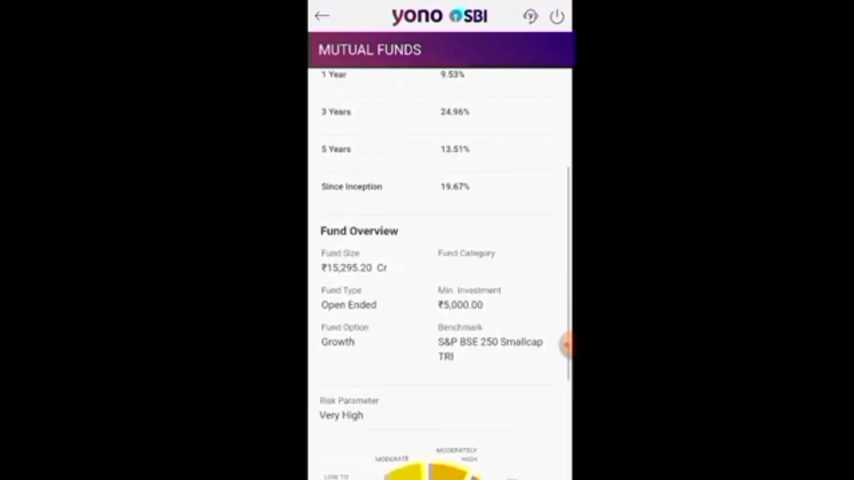 yono SBI
MUTUAL FUNDS
1 Year 9.53%
3 Years 24.96%
5 Years 13.51%
Since Inception 19.67%
Fund Overview
Fund Size Fund Category
₹15,295.20 Cr
Fund Type Min. Investment
Open Ended ₹5,000.00
Fund Option Benchmark
Growth S&P BSE 250 Smallcap
TRI
Risk Parameter
Very High
MODERATE MODERATELY
HIGH
LOW TO